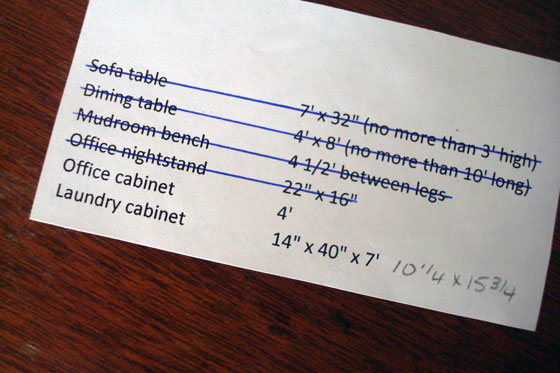 Sofa table 7' x 32" (no more than 3' high)
Dining table 4' x 8' (no more than 10' long)
Mudroom bench 4 1/2' between legs
Office nightstand 22" x 16"
Office cabinet 4'
Laundry cabinet 14" x 40" x 7' 10"1/4 x 15 3/4